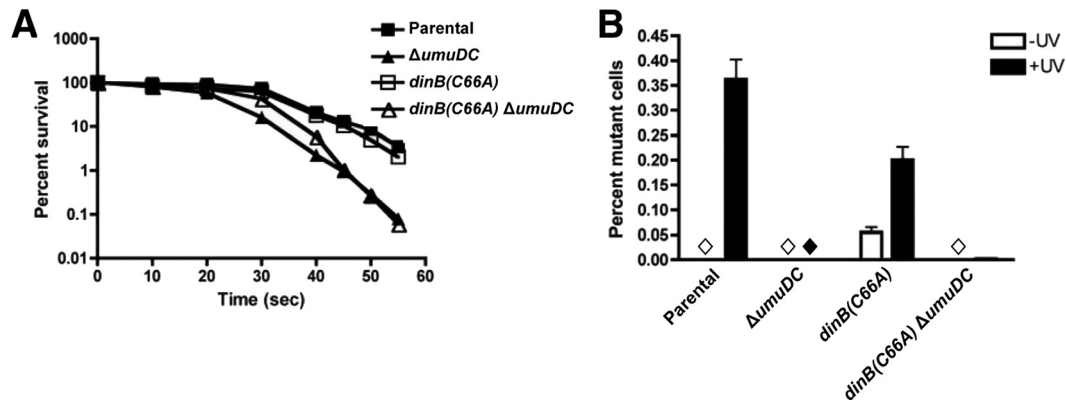 A
Percent survival
1000
100
10
1
0.1
0.01
0
10
20
30
40
50
60
Time (sec)
Parental
ΔumuDC
dinB(C66A)
dinB(C66A) ΔumuDC
B
Percent mutant cells
0.45
0.40
0.35
0.30
0.25
0.20
0.15
0.10
0.05
0.00
Parental
ΔumuDC
dinB(C66A)
dinB(C66A) ΔumuDC
-UV
+UV